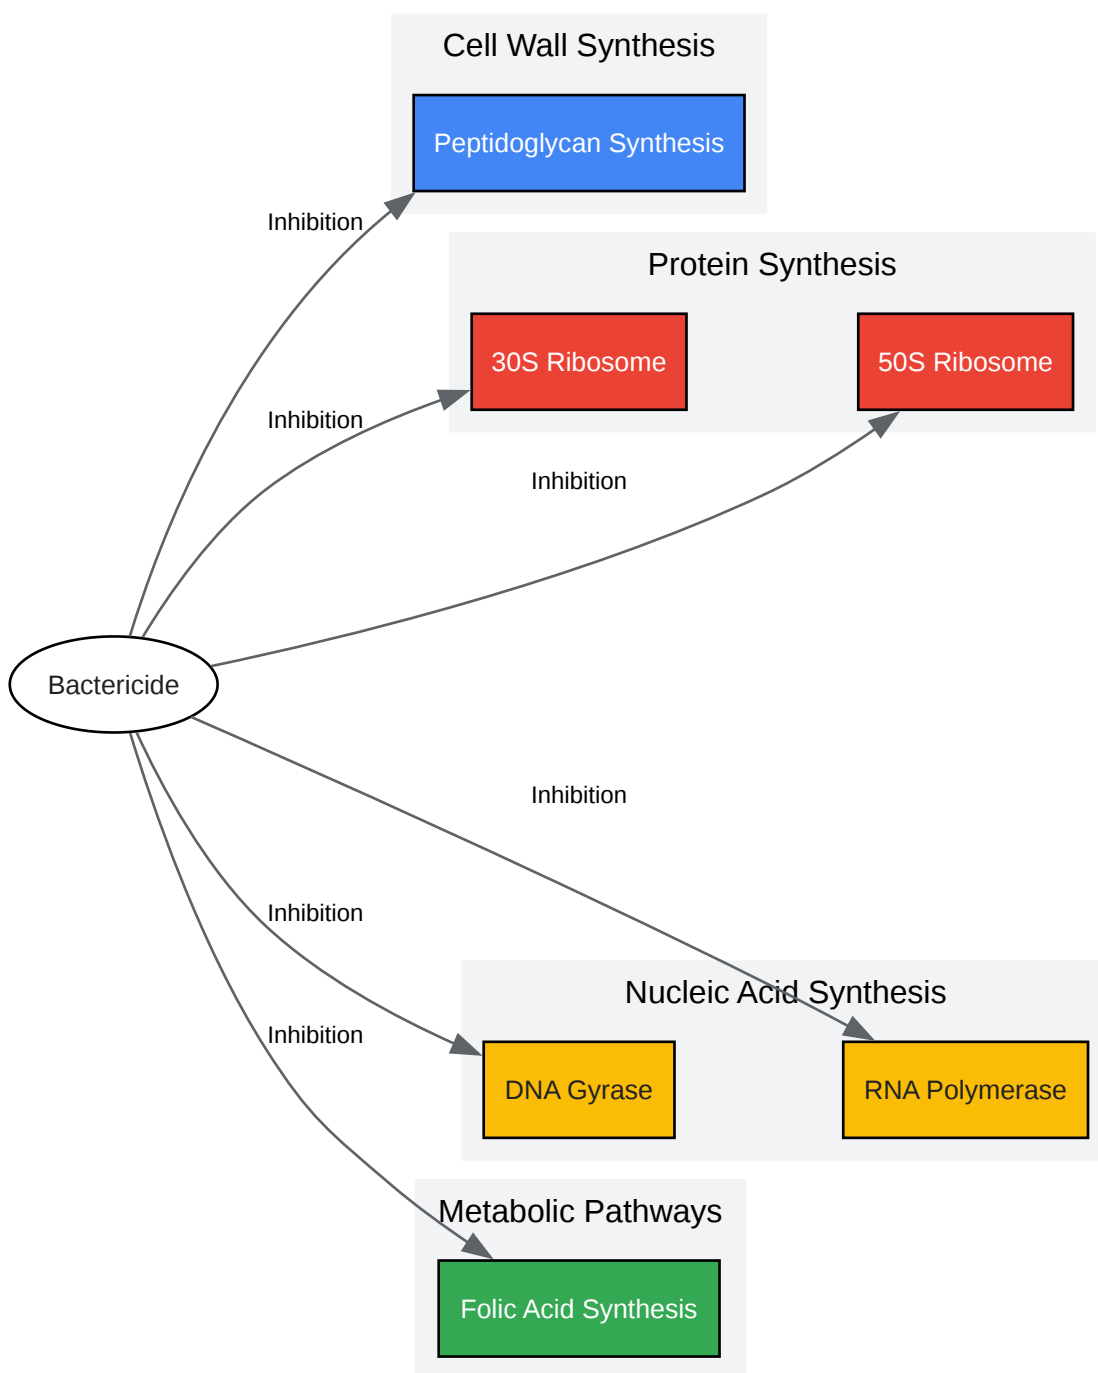 Cell Wall Synthesis
Peptidoglycan Synthesis
Inhibition
Protein Synthesis
30S Ribosome
50S Ribosome
Inhibition
Inhibition
Bactericide
Inhibition
Inhibition
Nucleic Acid Synthesis
Inhibition
DNA Gyrase
RNA Polymerase
Metabolic Pathways
Folic Acid Synthesis